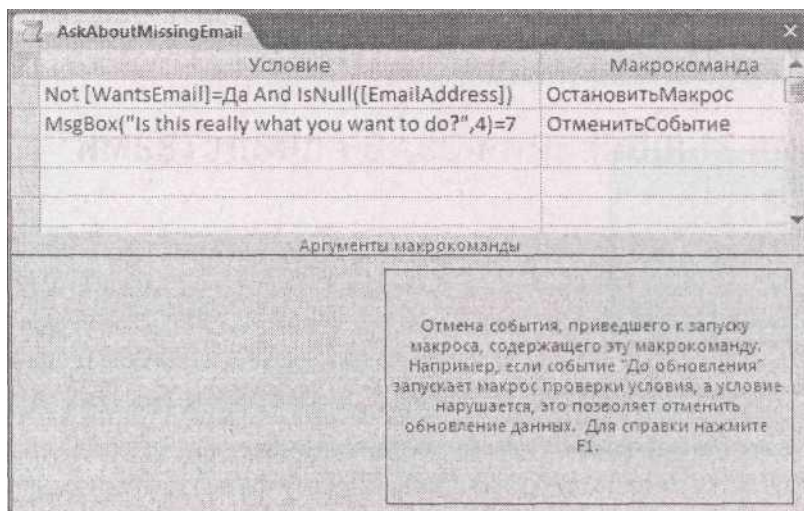 AskAboutMissingEmail
Условие Макрокоманда
Not [WantsEmail]=Да And IsNull([EmailAddress]) ОстановитьМакрос
MsgBox("Is this really what you want to do?",4)=7 ОтменитьСобытие
Аргументы макрокоманды
Отмена события, приведшего к запуску
макроса, содержащего эту макрокоманду.
Например, если событие "До обновления"
запускает макрос проверки условия, а условие
нарушается, это позволяет отменить
обновление данных. Для справки нажмите
F1.